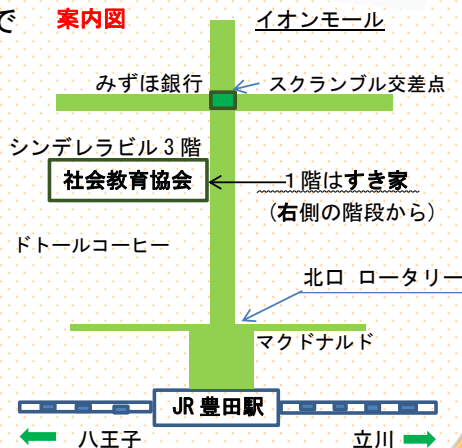 で
案内図
イオンモール
みずほ銀行
スクランブル交差点
シンデレラビル3階
社会教育協会
1階はすき家
(右側の階段から)
ドトールコーヒー
北口 ロータリー
マクドナルド
JR豊田駅
八王子
立川